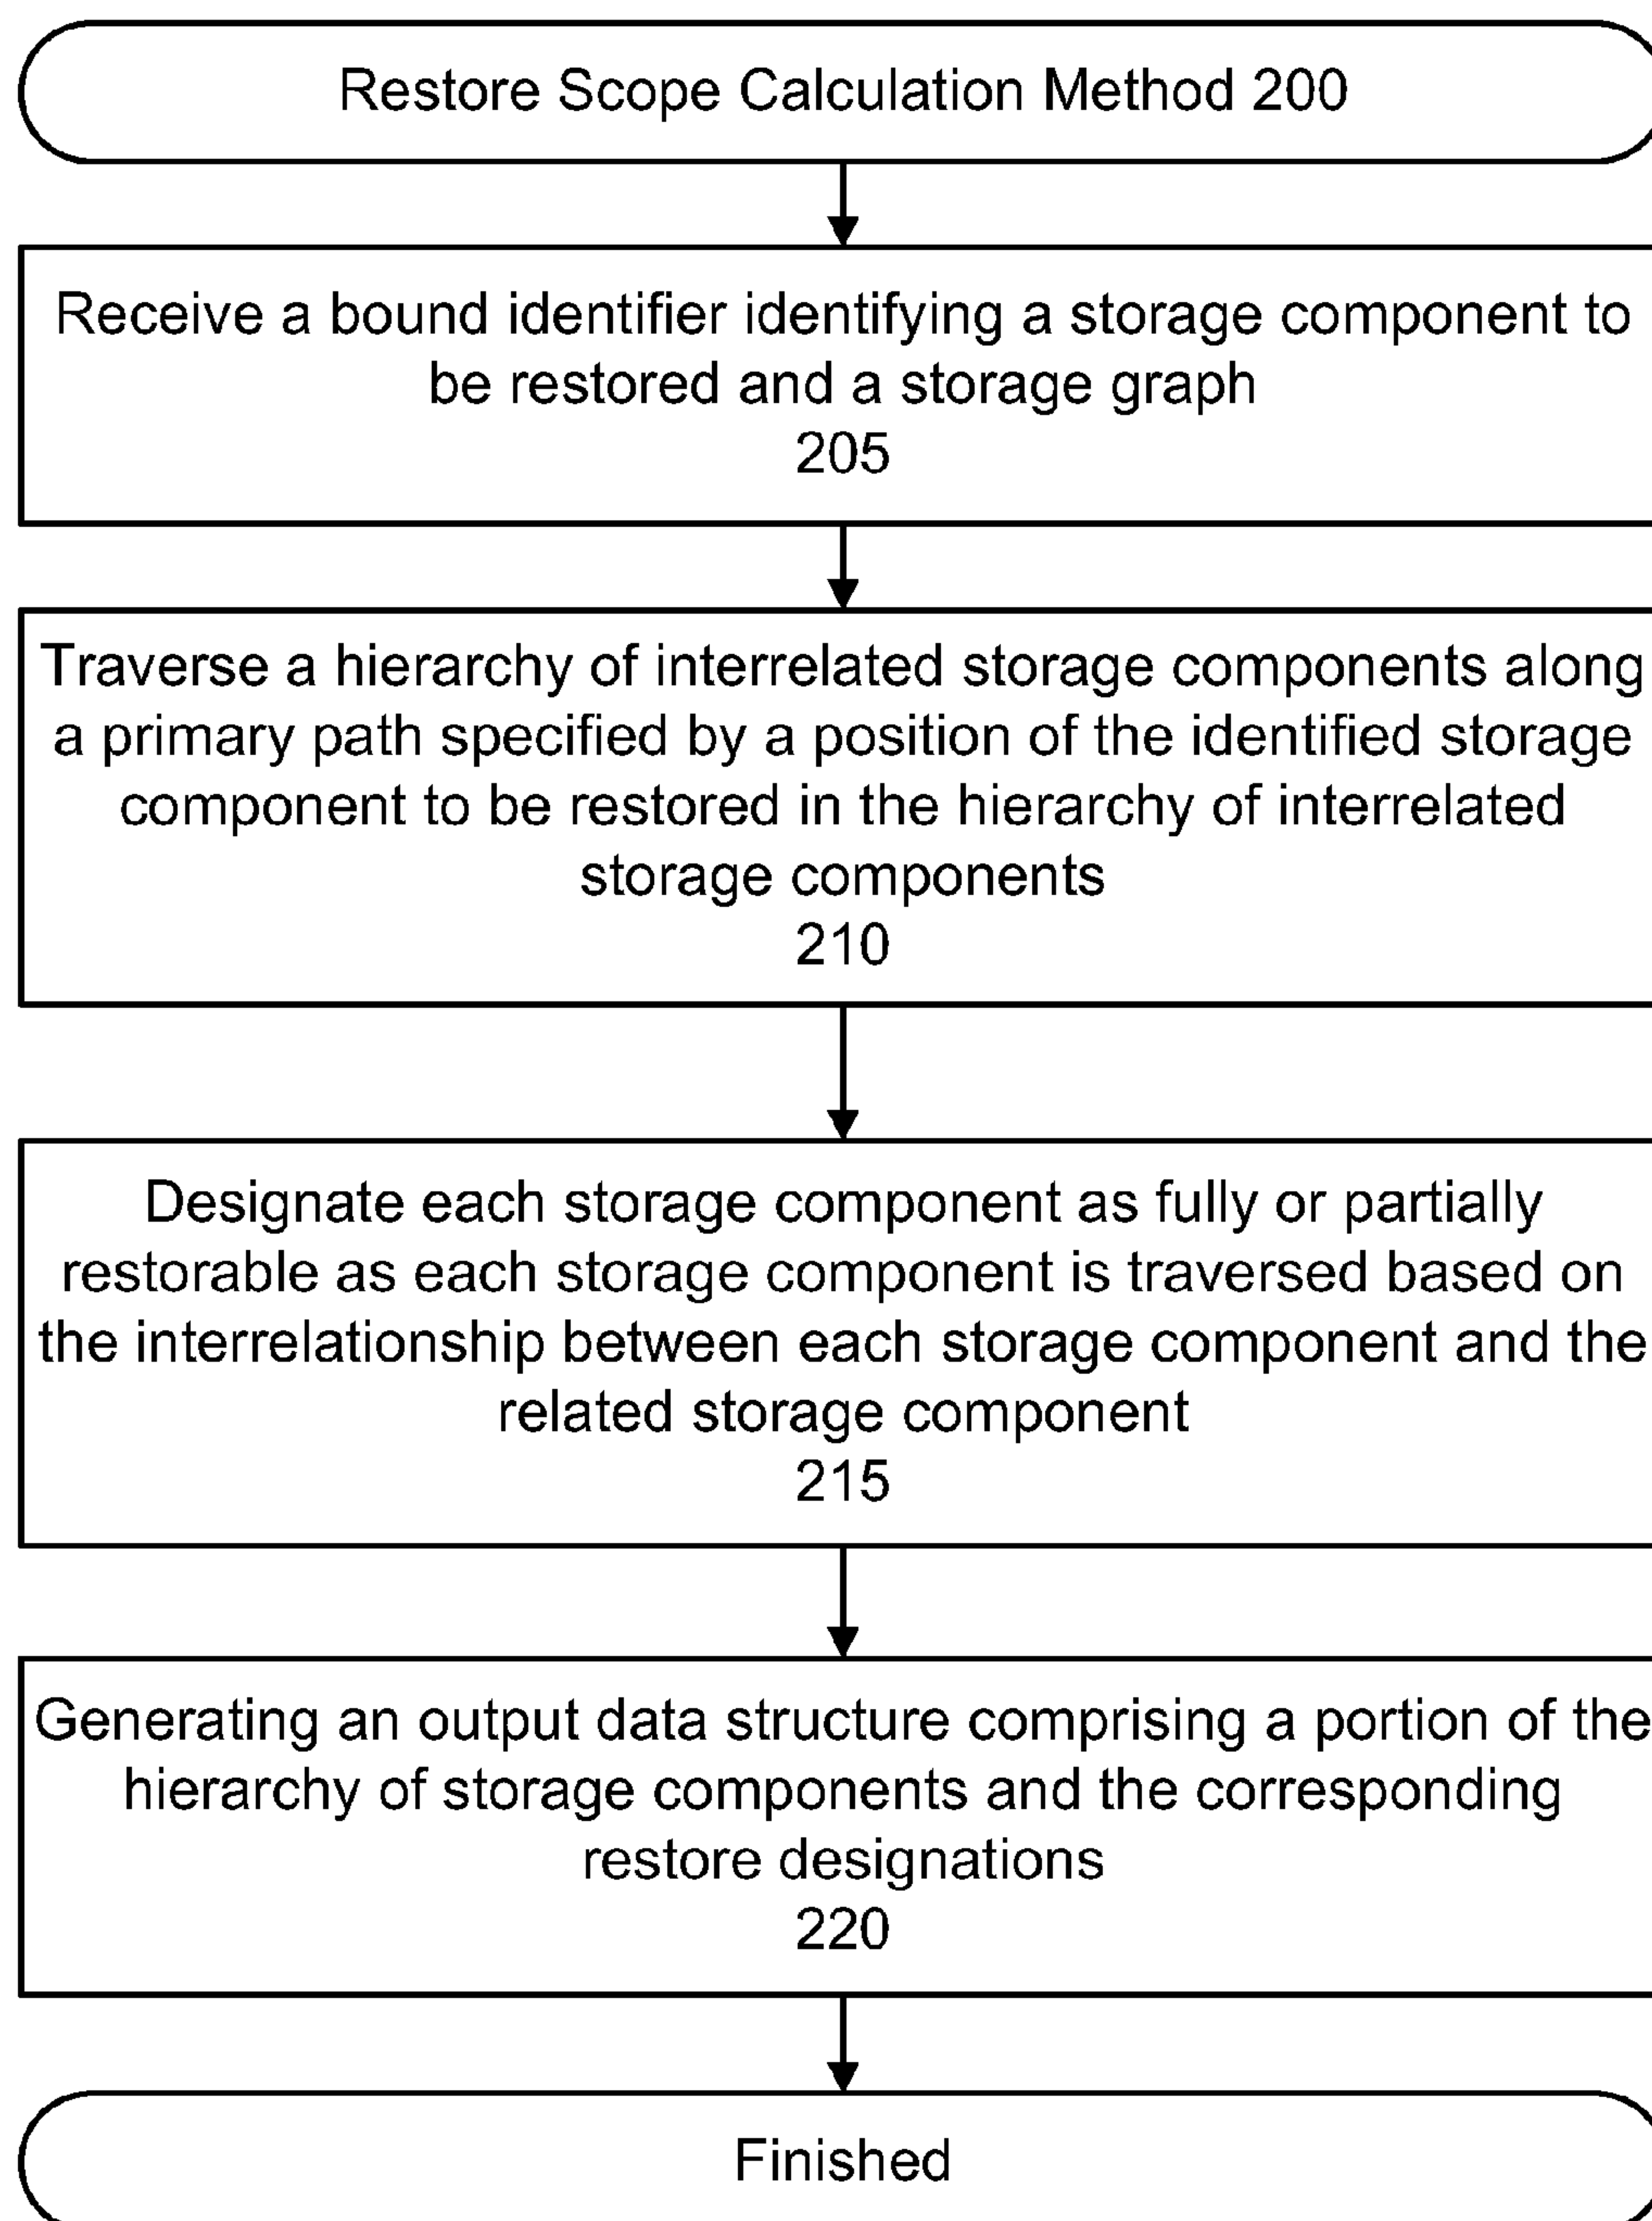 Restore Scope Calculation Method 200
Receive a bound identifier identifying a storage component to
be restored and a storage graph
205
Traverse a hierarchy of interrelated storage components along
a primary path specified by a position of the identified storage
component to be restored in the hierarchy of interrelated
storage components
210
Designate each storage component as fully or partially
restorable as each storage component is traversed based on
the interrelationship between each storage component and the
related storage component
215
Generating an output data structure comprising a portion of the
hierarchy of storage components and the corresponding
restore designations
220
Finished